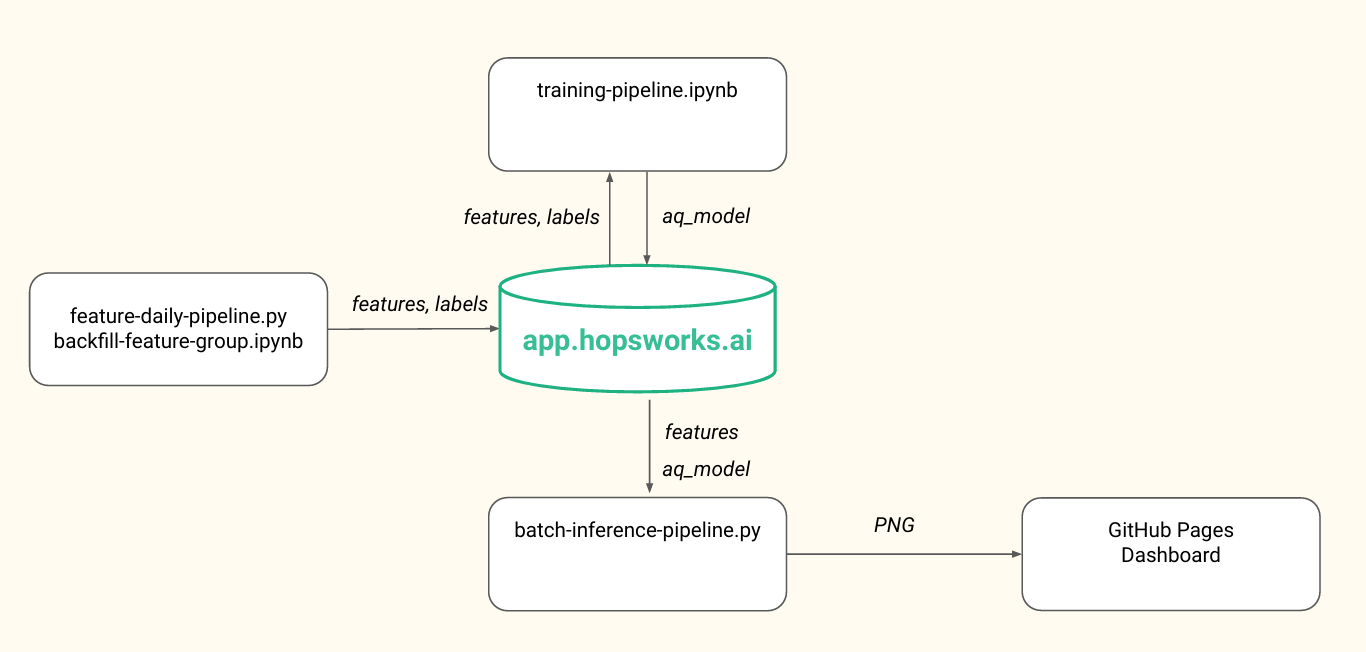 training-pipeline.ipynb
features, labels
aq_model
feature-daily-pipeline.py
backfill-feature-group.ipynb
features, labels
app.hopsworks.ai
features
aq_model
batch-inference-pipeline.py
PNG
GitHub Pages
Dashboard